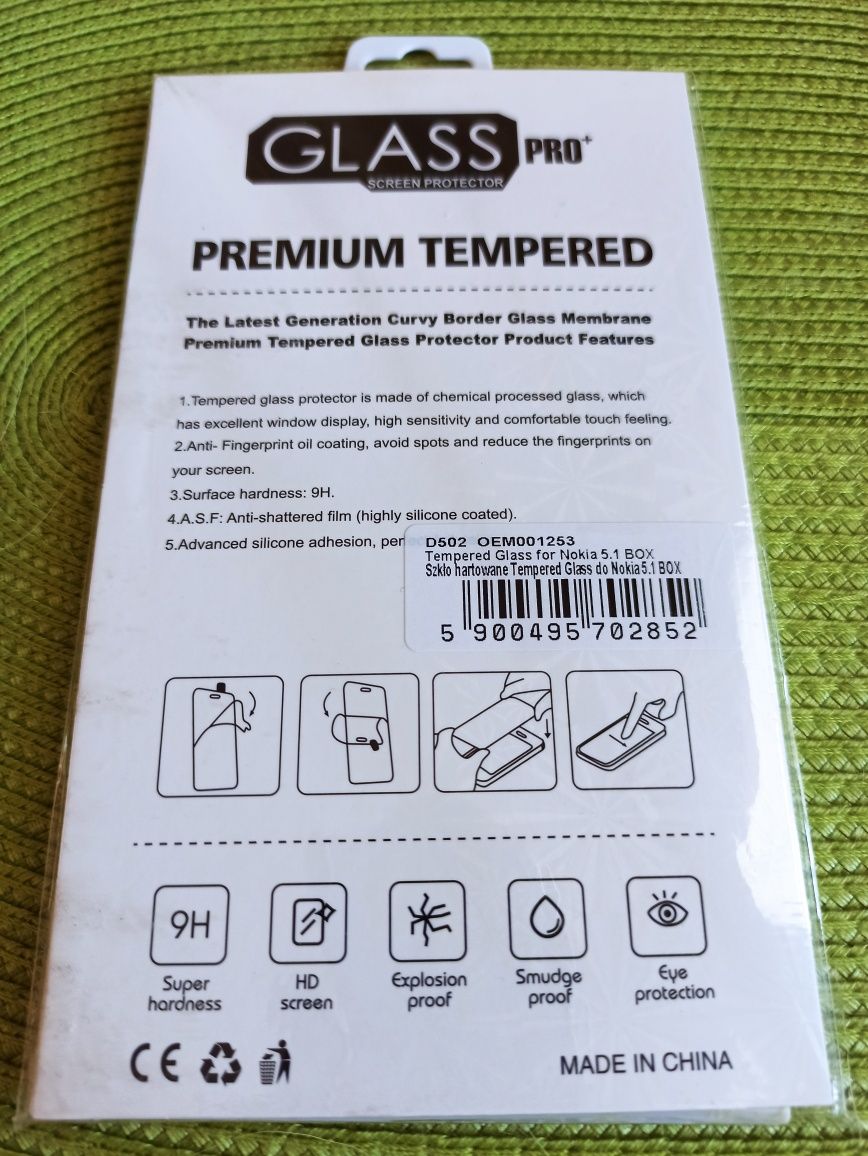 GLASS PRO+
SCREEN PROTECTOR
PREMIUM TEMPERED
The Latest Generation Curvy Border Glass Membrane
Premium Tempered Glass Protector Product Features
1.Tempered glass protector is made of chemical processed glass, which
has excellent window display, high sensitivity and comfortable touch feeling.
2.Anti- Fingerprint oil coating, avoid spots and reduce the fingerprints on
your screen.
3.Surface hardness: 9H.
4.A.S.F: Anti-shattered film (highly silicone coated).
5.Advanced silicone adhesion,
D502 OEM001253
Tempered Glass for Nokia 5.1 BOX
Szkło hartowane Tempered Glass do Nokia 5.1 BOX
5 900495 702852
9H
Super
hardness
HD
screen
Explosion
proof
Smudge
proof
Eye
protection
CE
MADE IN CHINA